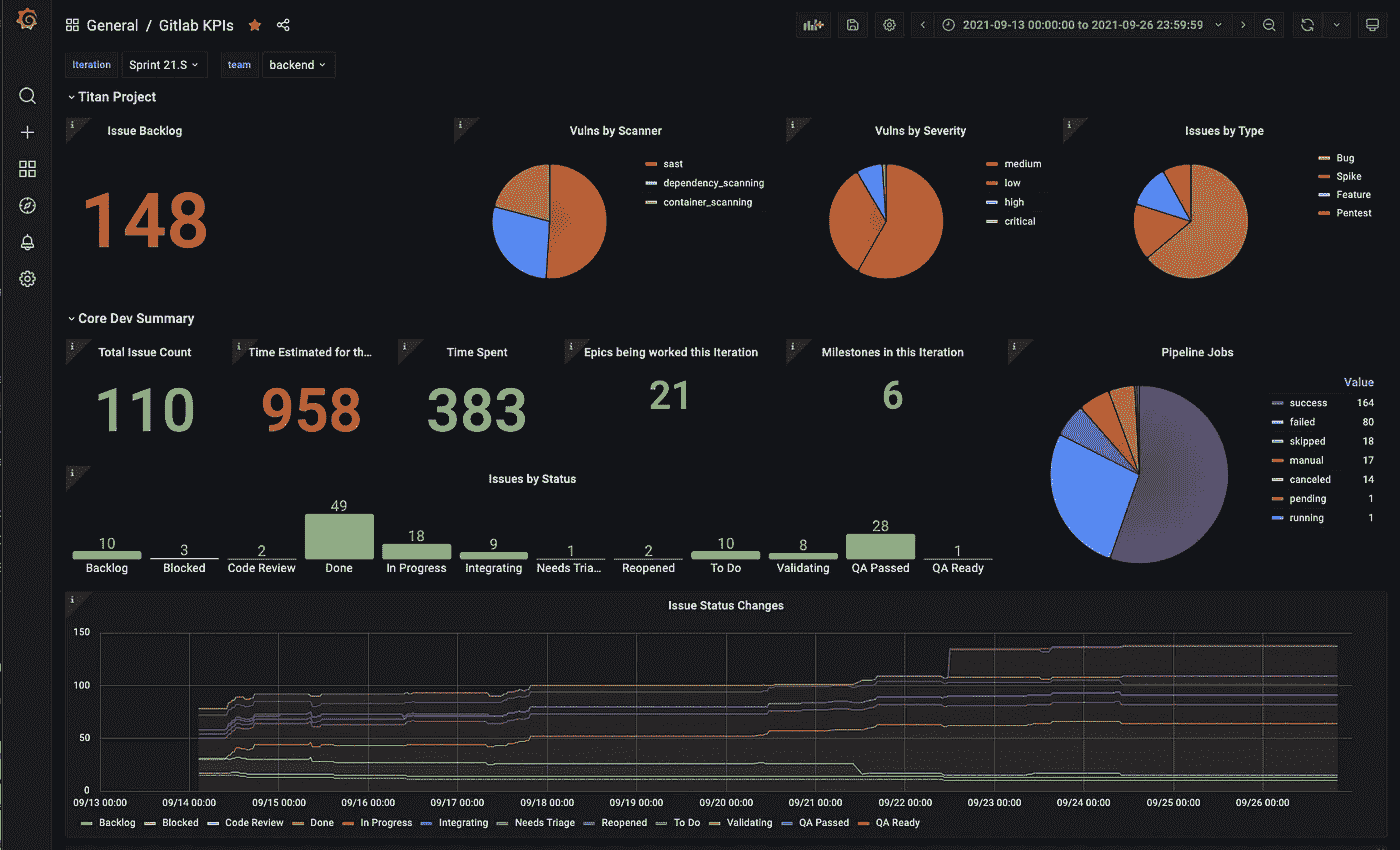 General / Gitlab KPIs
2021-09-13 00:00:00 to 2021-09-26 23:59:59
Iteration Sprint 21.S team backend
Titan Project
Issue Backlog
148
Vulns by Scanner
sast
dependency_scanning
container_scanning
Vulns by Severity
medium
low
high
critical
Issues by Type
Bug
Spike
Feature
Pentest
Core Dev Summary
Total Issue Count
110
Time Estimated for th...
958
Time Spent
383
Epics being worked this Iteration
21
Milestones in this Iteration
6
Pipeline Jobs
Value
success 164
failed 80
skipped 18
manual 17
canceled 14
pending 1
running 1
Issues by Status
10 3 2 49 18 9 1 2 10 8 28 1
Backlog Blocked Code Review Done In Progress Integrating Needs Tria... Reopened To Do Validating QA Passed QA Ready
Issue Status Changes
150
100
50
0
09/13 00:00 09/14 00:00 09/15 00:00 09/16 00:00 09/17 00:00 09/18 00:00 09/19 00:00 09/20 00:00 09/21 00:00 09/22 00:00 09/23 00:00 09/24 00:00 09/25 00:00 09/26 00:00
Backlog Blocked Code Review Done In Progress Integrating Needs Triage Reopened To Do Validating QA Passed QA Ready